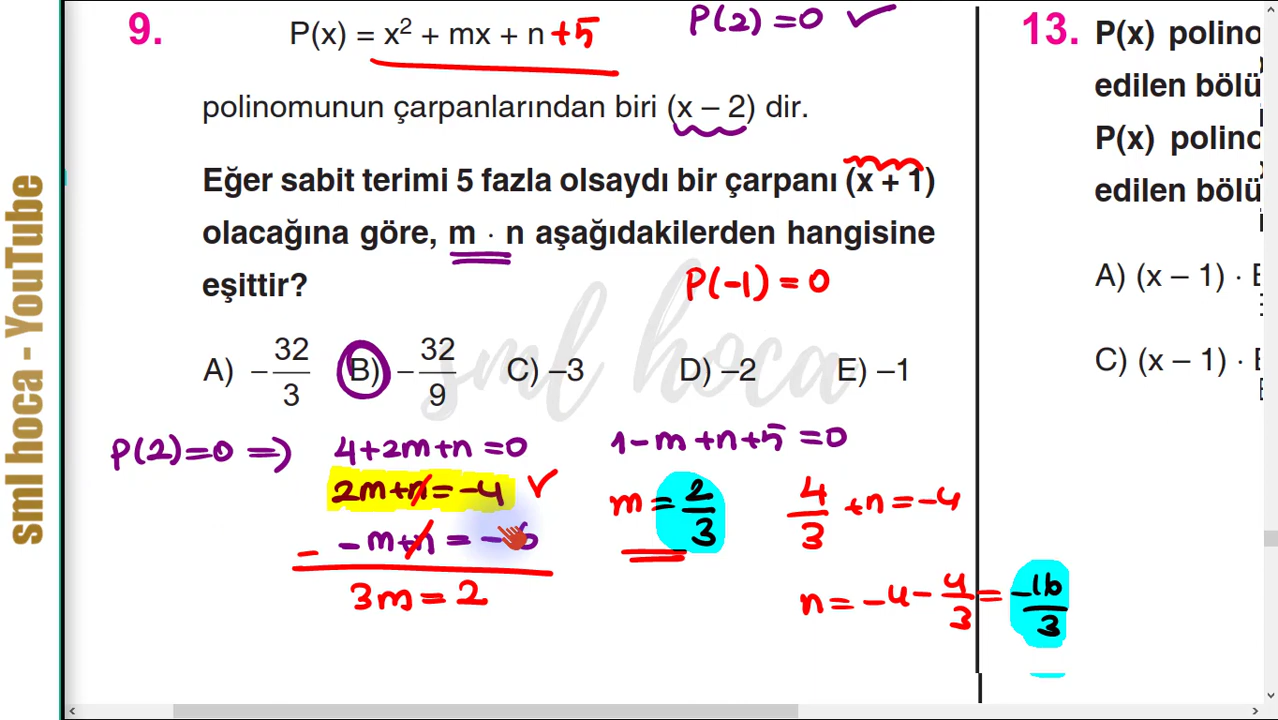 sml hoca - YouTube
9.
P(x) = x² + mx + n +5
P(2) = 0 ✓
polinomunun çarpanlarından biri (x – 2) dir.
Eğer sabit terimi 5 fazla olsaydı bir çarpanı (x + 1)
olacağına göre, m · n aşağıdakilerden hangisine
eşittir?
P(-1) = 0
A) –32/3 B) –32/9 C) –3 D) –2 E) –1
sml hoca
P(2)=0 ⇒ 4+2m+n=0
2m+n=-4 ✓
- -m+n=-6
3m=2
1-m+n+5=0
m=2/3
4/3+n=-4
n=-4-4/3=-16/3
13. P(x) polino
edilen bölü
P(x) polino
edilen bölü
A) (x – 1) ·
C) (x – 1) ·